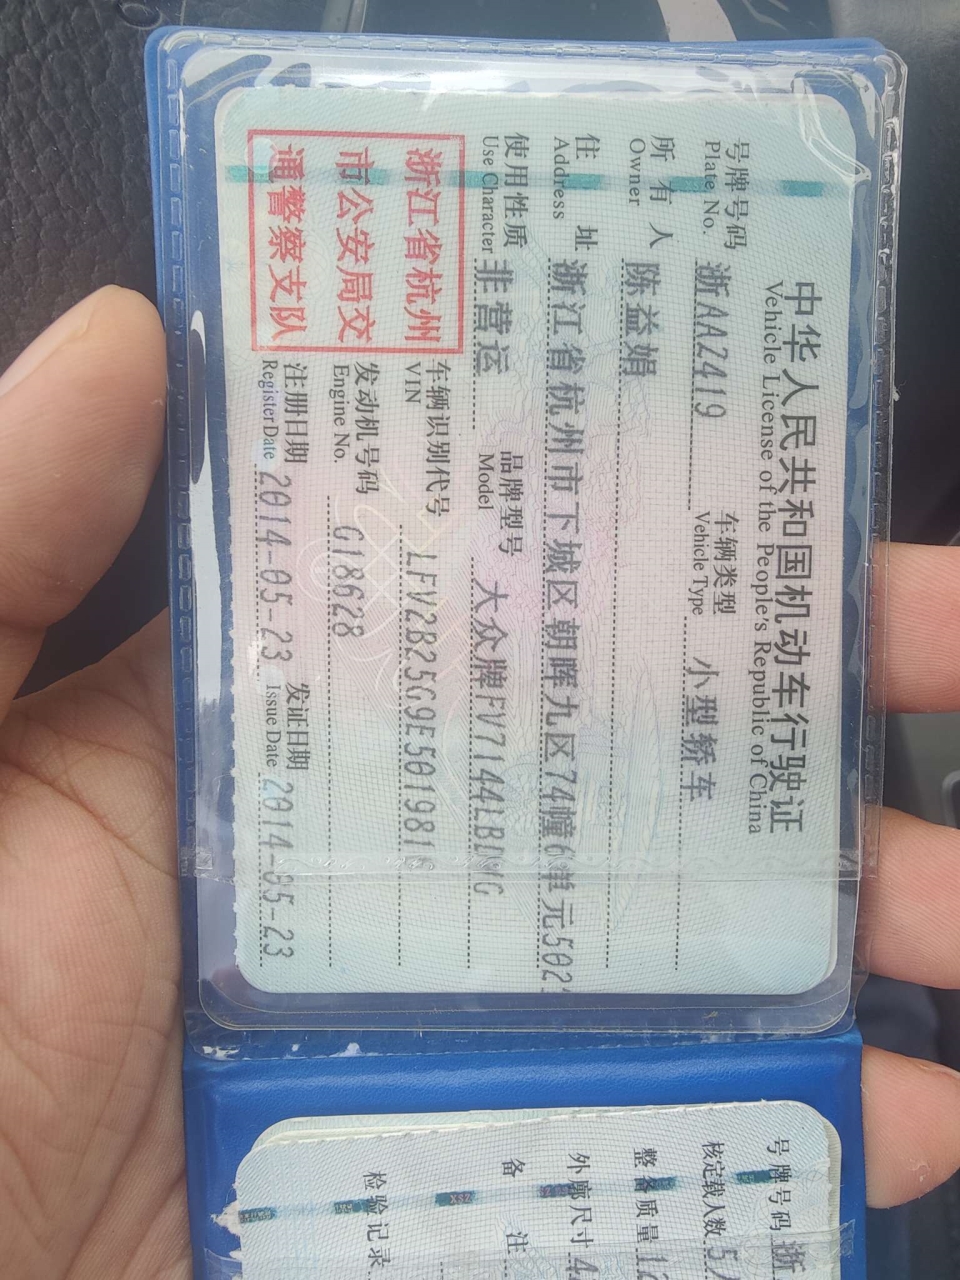 中华人民共和国机动车行驶证
Vehicle License of the People's Republic of China
号牌号码 浙AA2419 车辆类型 小型轿车
Plate No. Vehicle Type
所有人 陈益娟
Owner
住址 浙江省杭州市下城区朝晖九区74幢6单元502
Address
使用性质 非营运 品牌型号 大众牌FV7144LBDWG
Use Character Model
浙江省杭州
市公安局交
通警察支队
车辆识别代号
VIN
发动机号码 G18628
Engine No.
注册日期 2014-05-23 发证日期 2014-05-23
Register Date Issue Date
号牌号码 浙
核定载人数 5人
整备质量 12
外廓尺寸 4
备注
检验记录